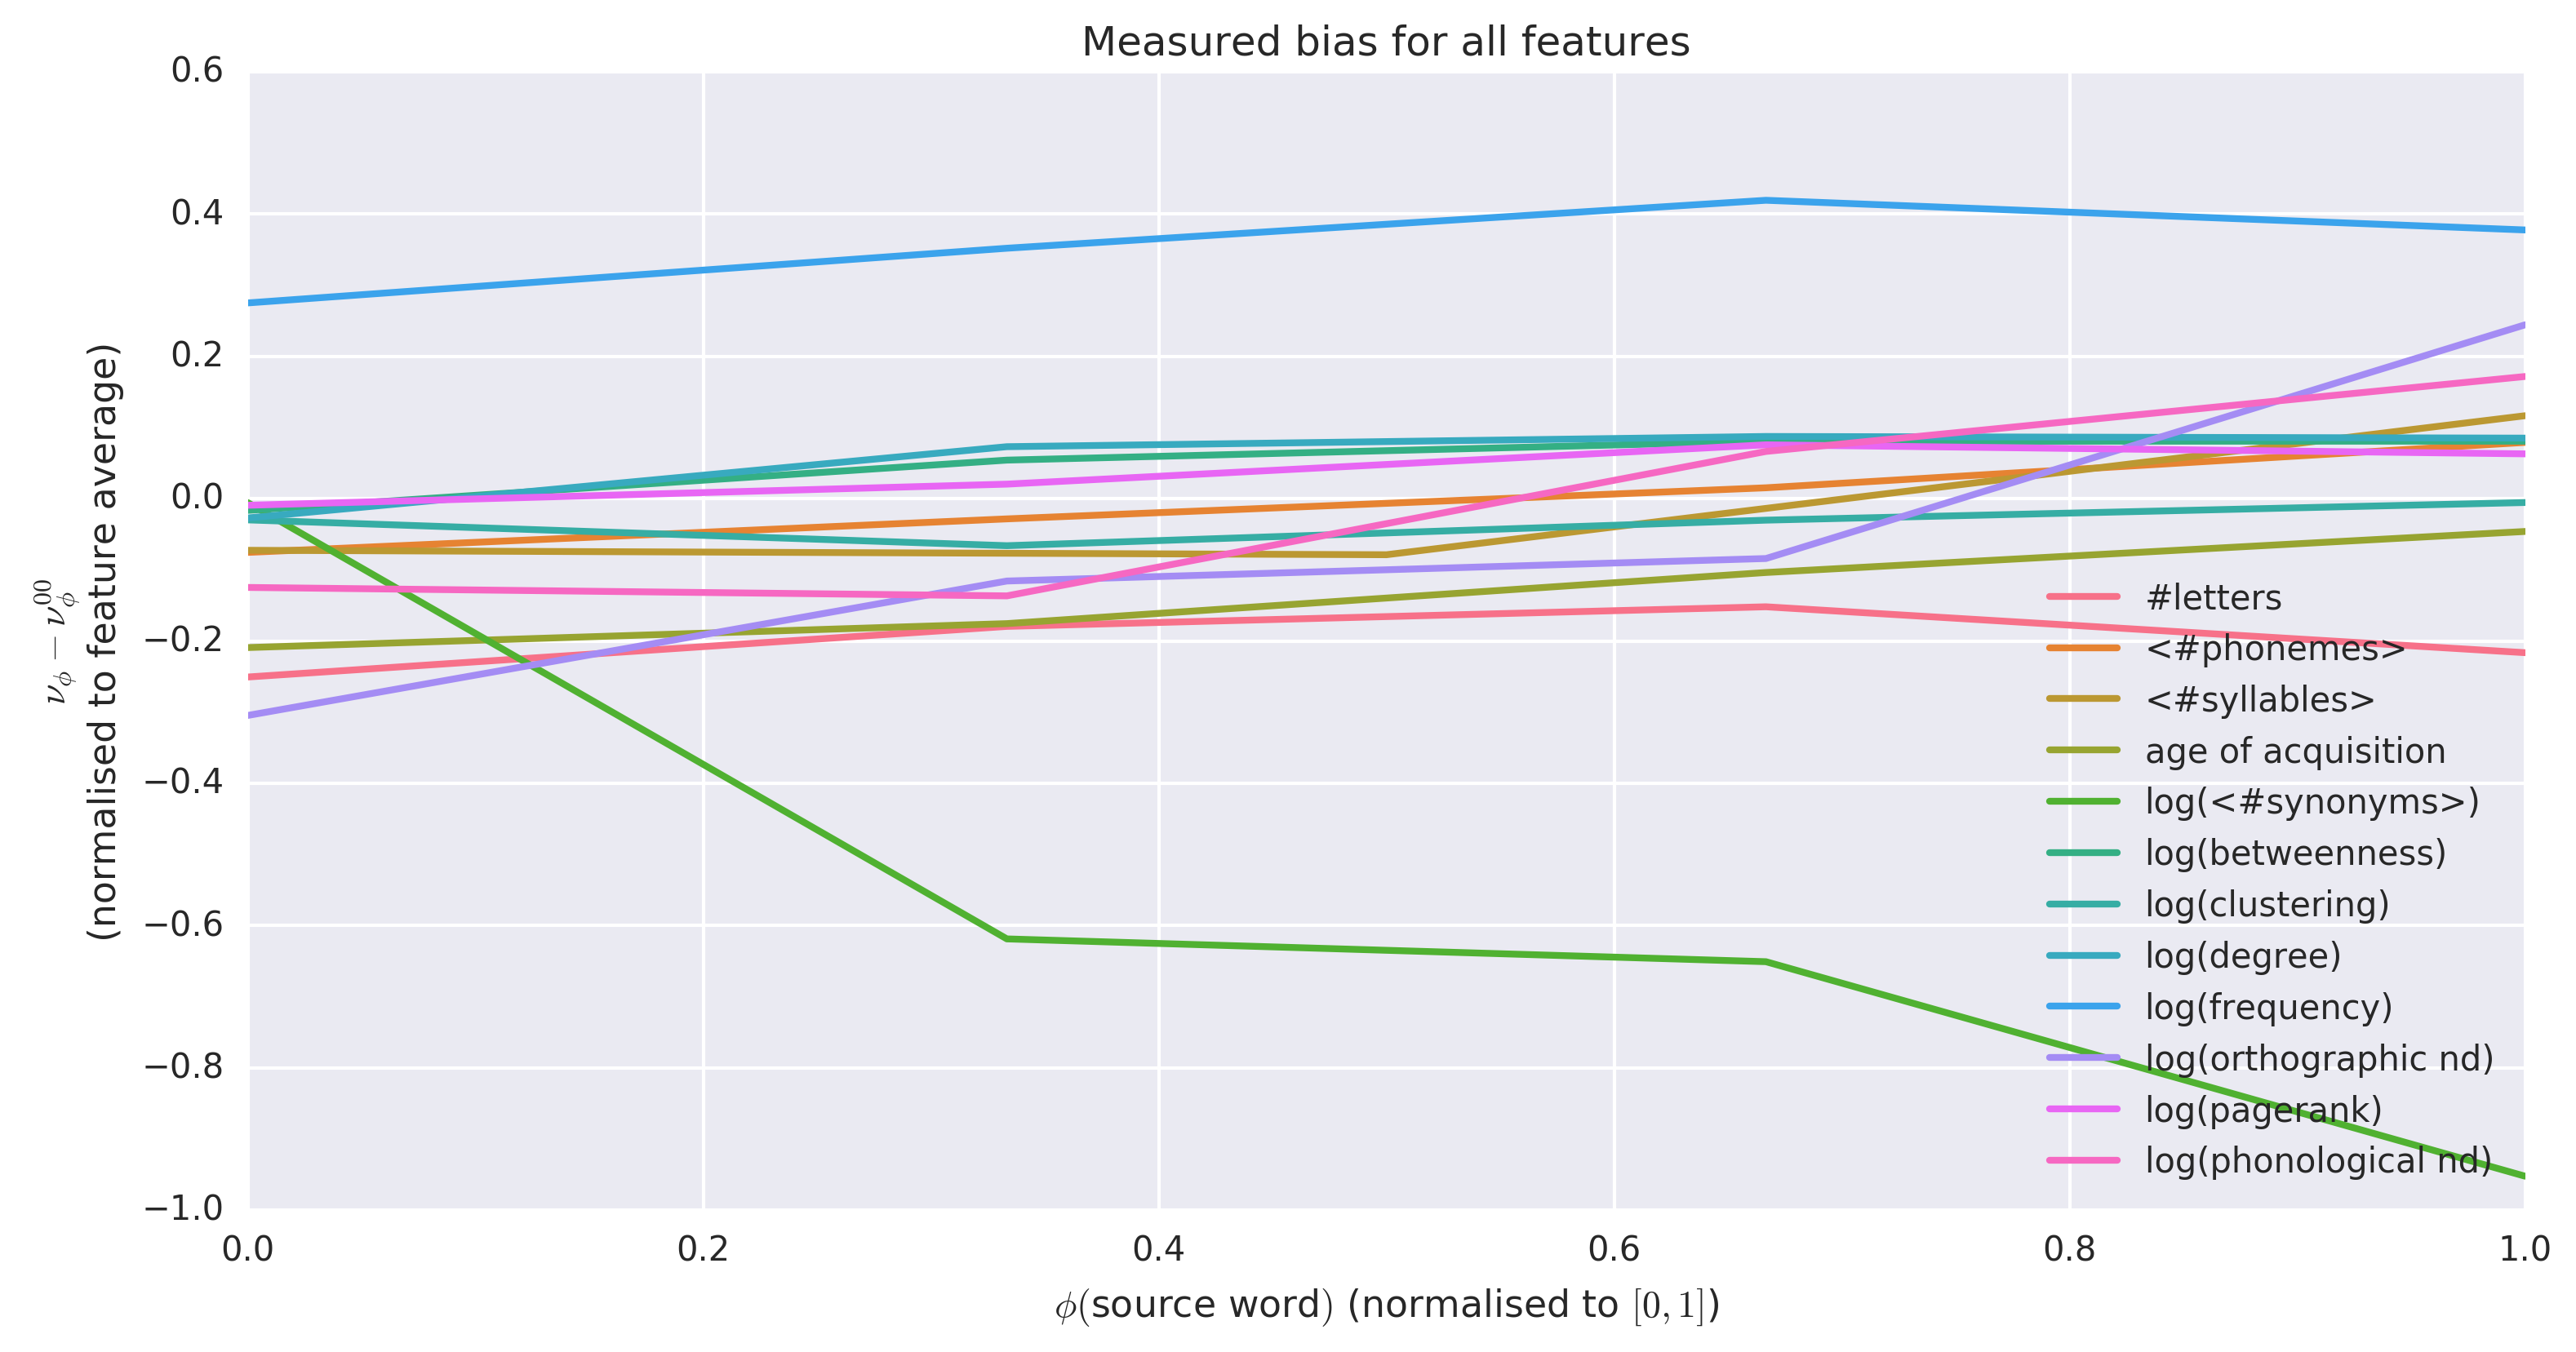 Measured bias for all features
0.6
0.4
0.2
0.0
−0.2
−0.4
−0.6
−0.8
−1.0
ν_ϕ − ν_ϕ^00
(normalised to feature average)
#letters
<#phonemes>
<#syllables>
age of acquisition
log(<#synonyms>)
log(betweenness)
log(clustering)
log(degree)
log(frequency)
log(orthographic nd)
log(pagerank)
log(phonological nd)
0.0 0.2 0.4 0.6 0.8 1.0
ϕ(source word) (normalised to [0, 1])